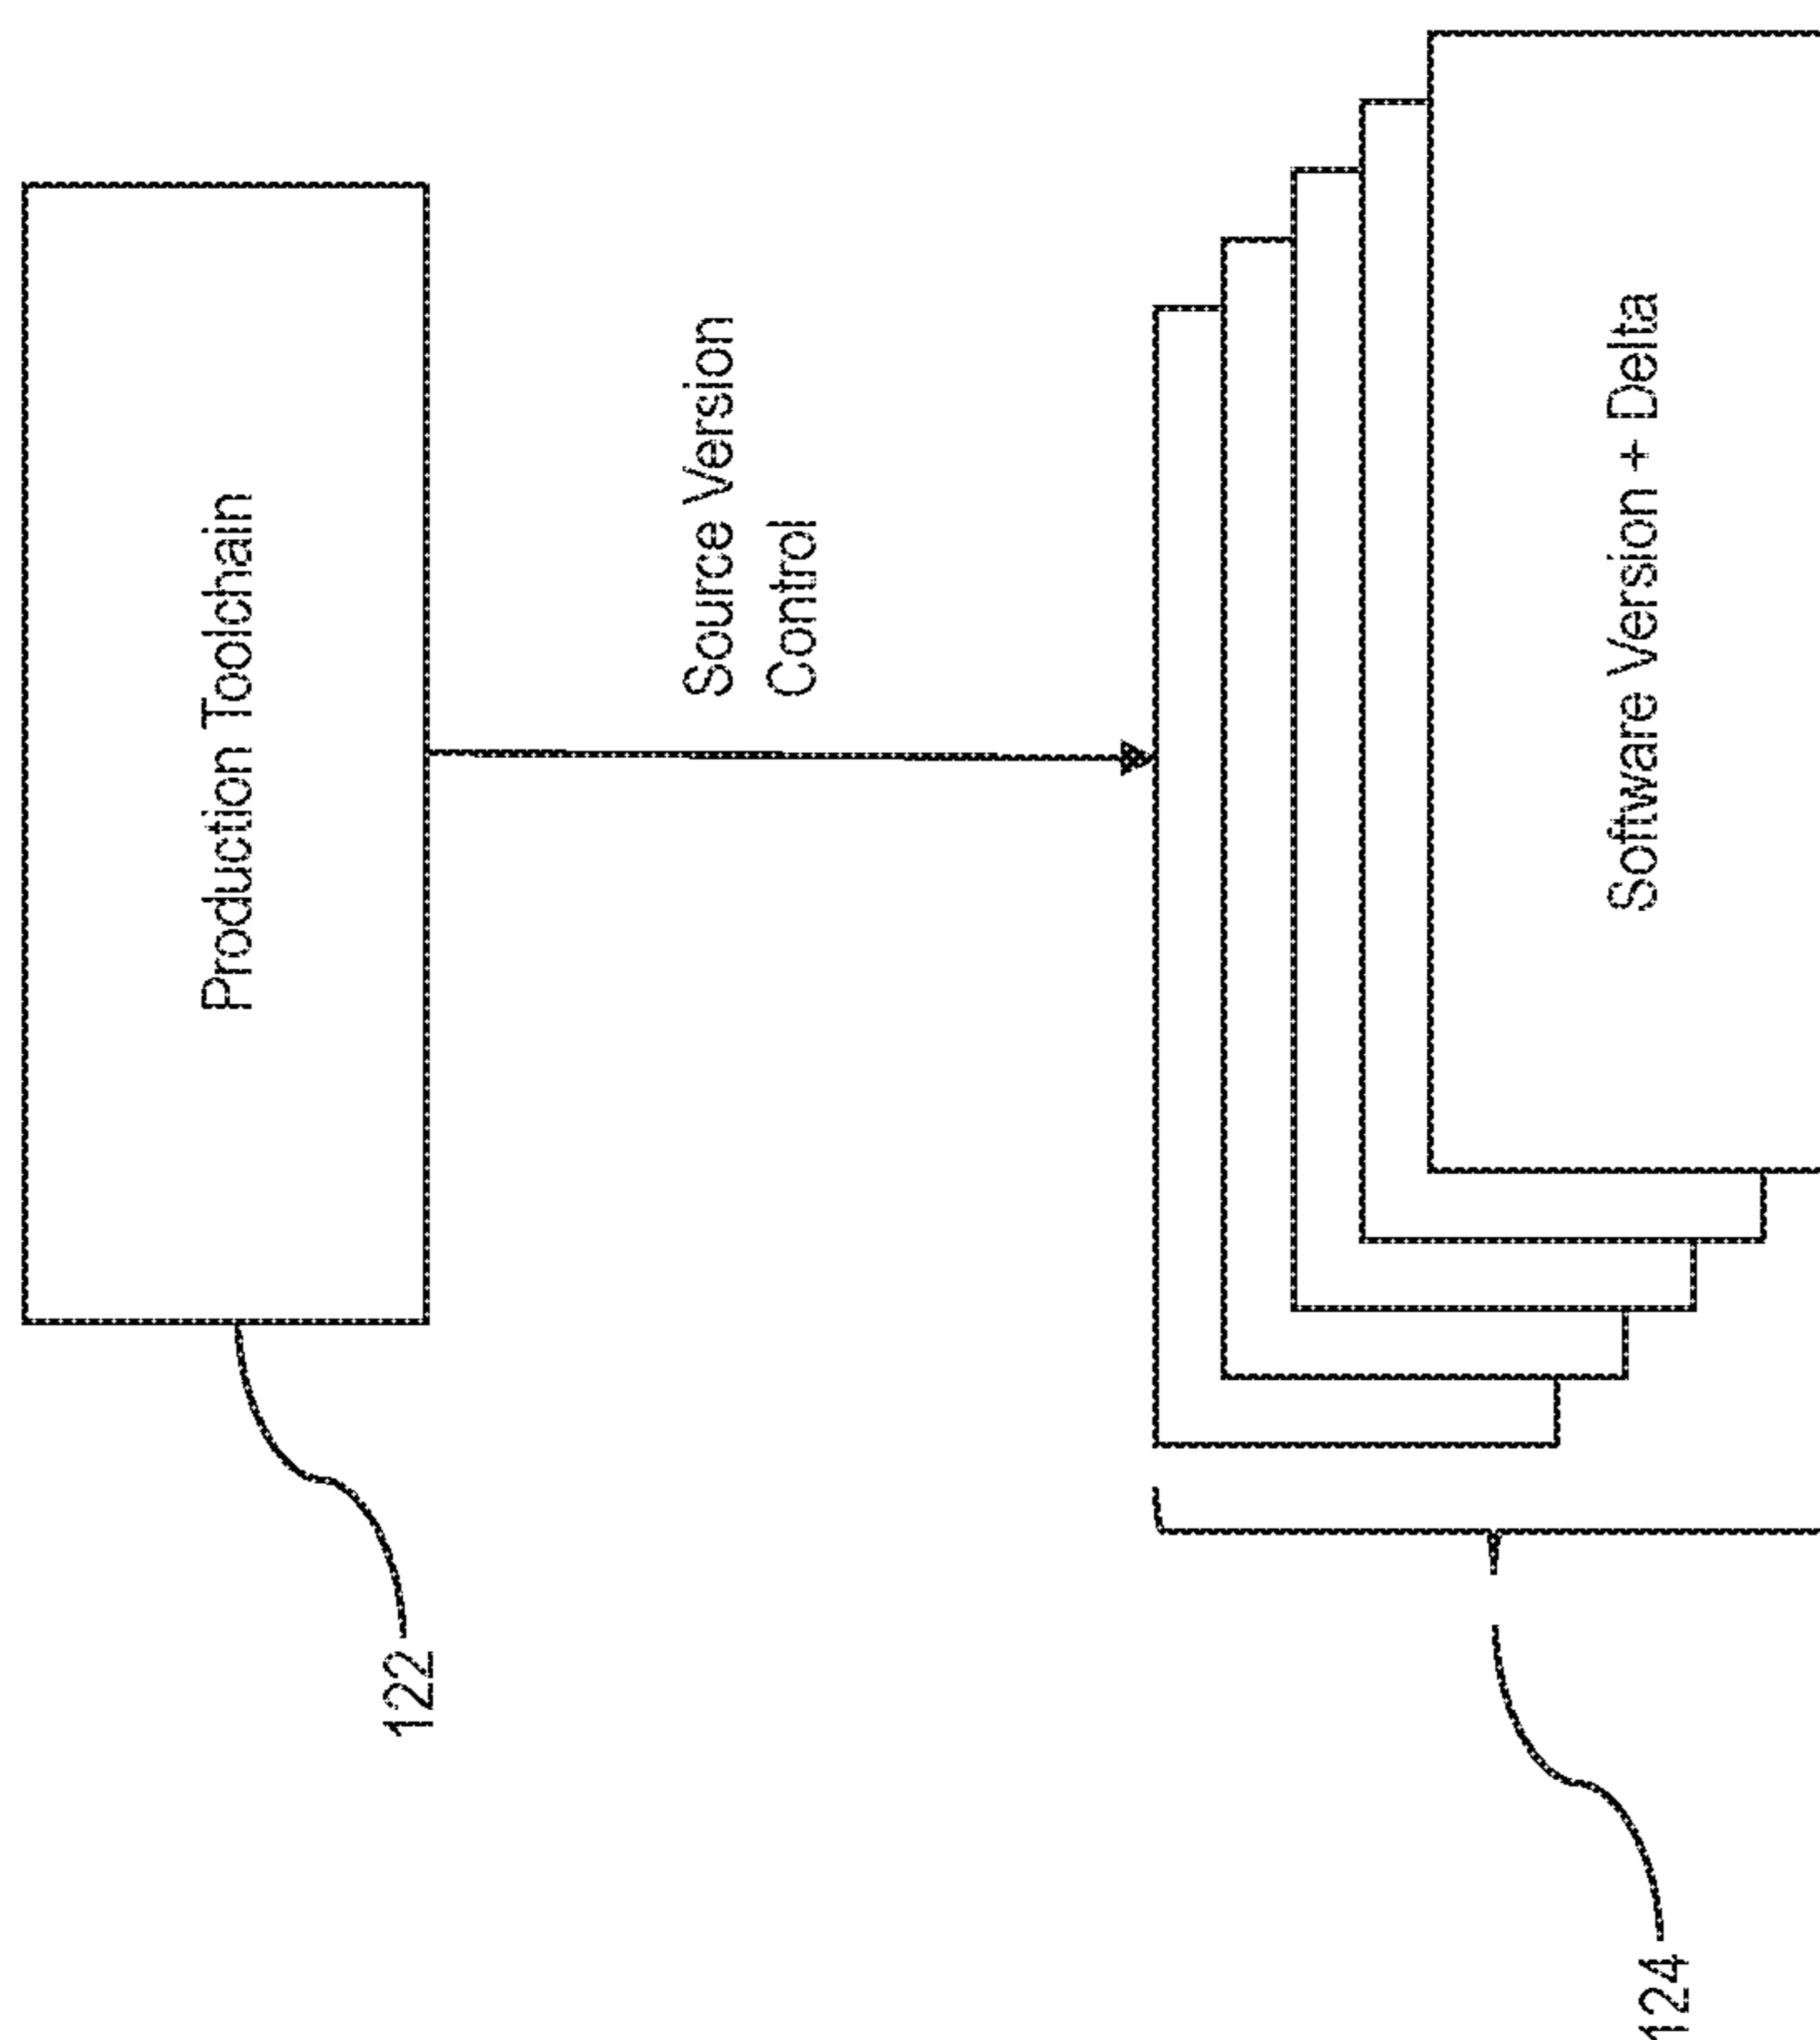 Production Toolchain
122
Source Version
Control
Software Version + Delta
124